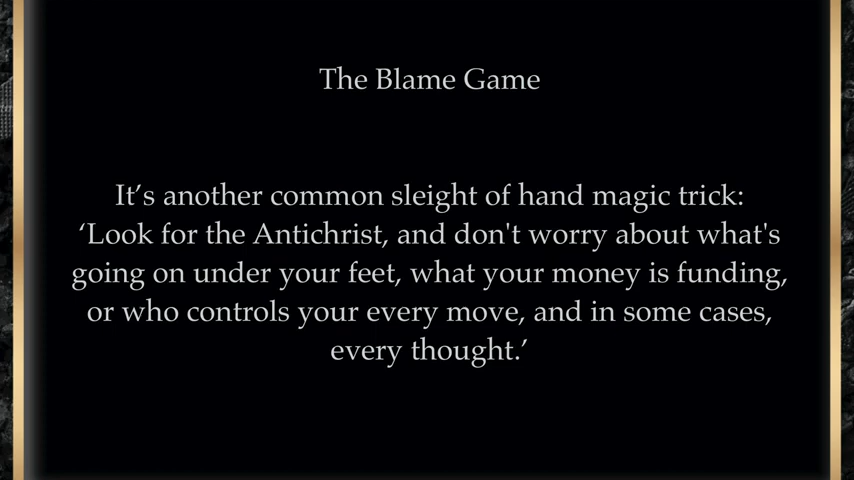 The Blame Game
It’s another common sleight of hand magic trick:
‘Look for the Antichrist, and don't worry about what's
going on under your feet, what your money is funding,
or who controls your every move, and in some cases,
every thought.’